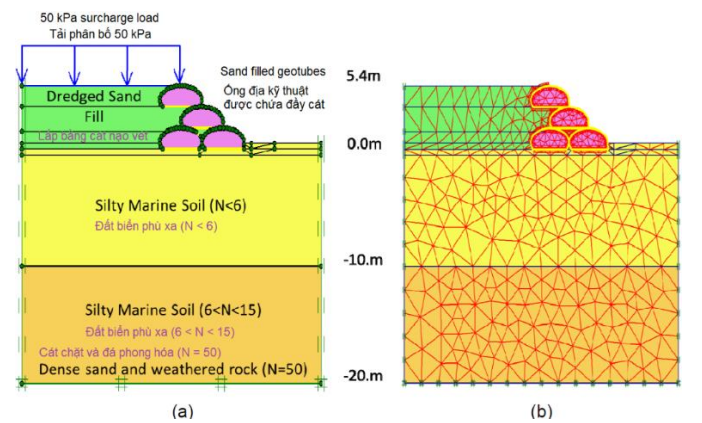 50 kPa surcharge load
Tải phân bố 50 kPa
Sand filled geotubes
Ống địa kỹ thuật
được chứa đầy cát
Dredged Sand
Fill
Lấp bằng cát nạo vét
5.4m
0.0m
Silty Marine Soil (N<6)
Đất biển phù xa (N < 6)
-10.m
Silty Marine Soil (6<N<15)
Đất biển phù xa (6 < N < 15)
Cát chặt và đá phong hóa (N = 50)
Dense sand and weathered rock (N=50)
-20.m
(a)
(b)